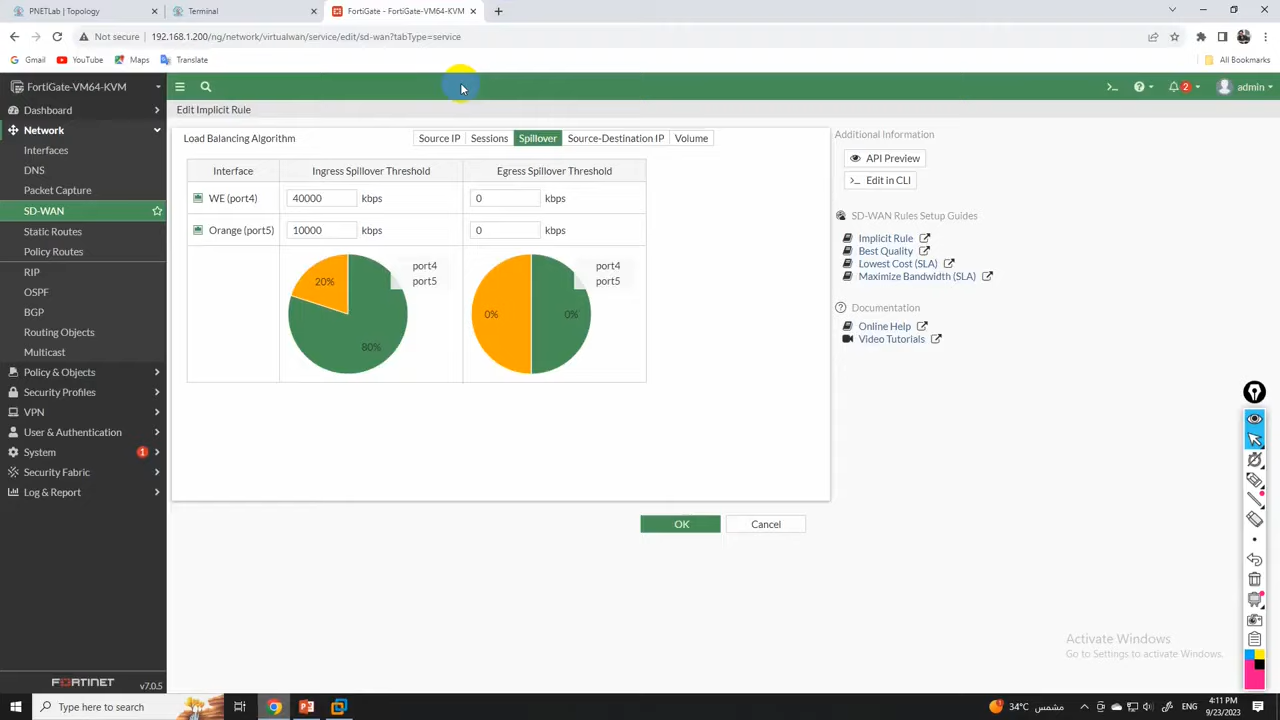 PNETLab | Topology
Terminal
FortiGate - FortiGate-VM64-KVM
Not secure
192.168.1.200/ng/network/virtualwan/service/edit/sd-wan?tabType=service
Gmail
YouTube
Maps
Translate
All Bookmarks
FortiGate-VM64-KVM
2
admin
Dashboard
Network
Interfaces
DNS
Packet Capture
SD-WAN
Static Routes
Policy Routes
RIP
OSPF
BGP
Routing Objects
Multicast
Policy & Objects
Security Profiles
VPN
User & Authentication
System
1
Security Fabric
Log & Report
FORTINET
v7.0.5
Edit Implicit Rule
Load Balancing Algorithm
Source IP
Sessions
Spillover
Source-Destination IP
Volume
Interface
Ingress Spillover Threshold
Egress Spillover Threshold
WE (port4)
40000
kbps
0
kbps
Orange (port5)
10000
kbps
0
kbps
20%
80%
port4
port5
0%
0%
port4
port5
OK
Cancel
Additional Information
API Preview
>_ Edit in CLI
SD-WAN Rules Setup Guides
Implicit Rule
Best Quality
Lowest Cost (SLA)
Maximize Bandwidth (SLA)
Documentation
Online Help
Video Tutorials
Activate Windows
Go to Settings to activate Windows.
Type here to search
34°C
مشمس
ENG
4:11 PM
9/23/2023